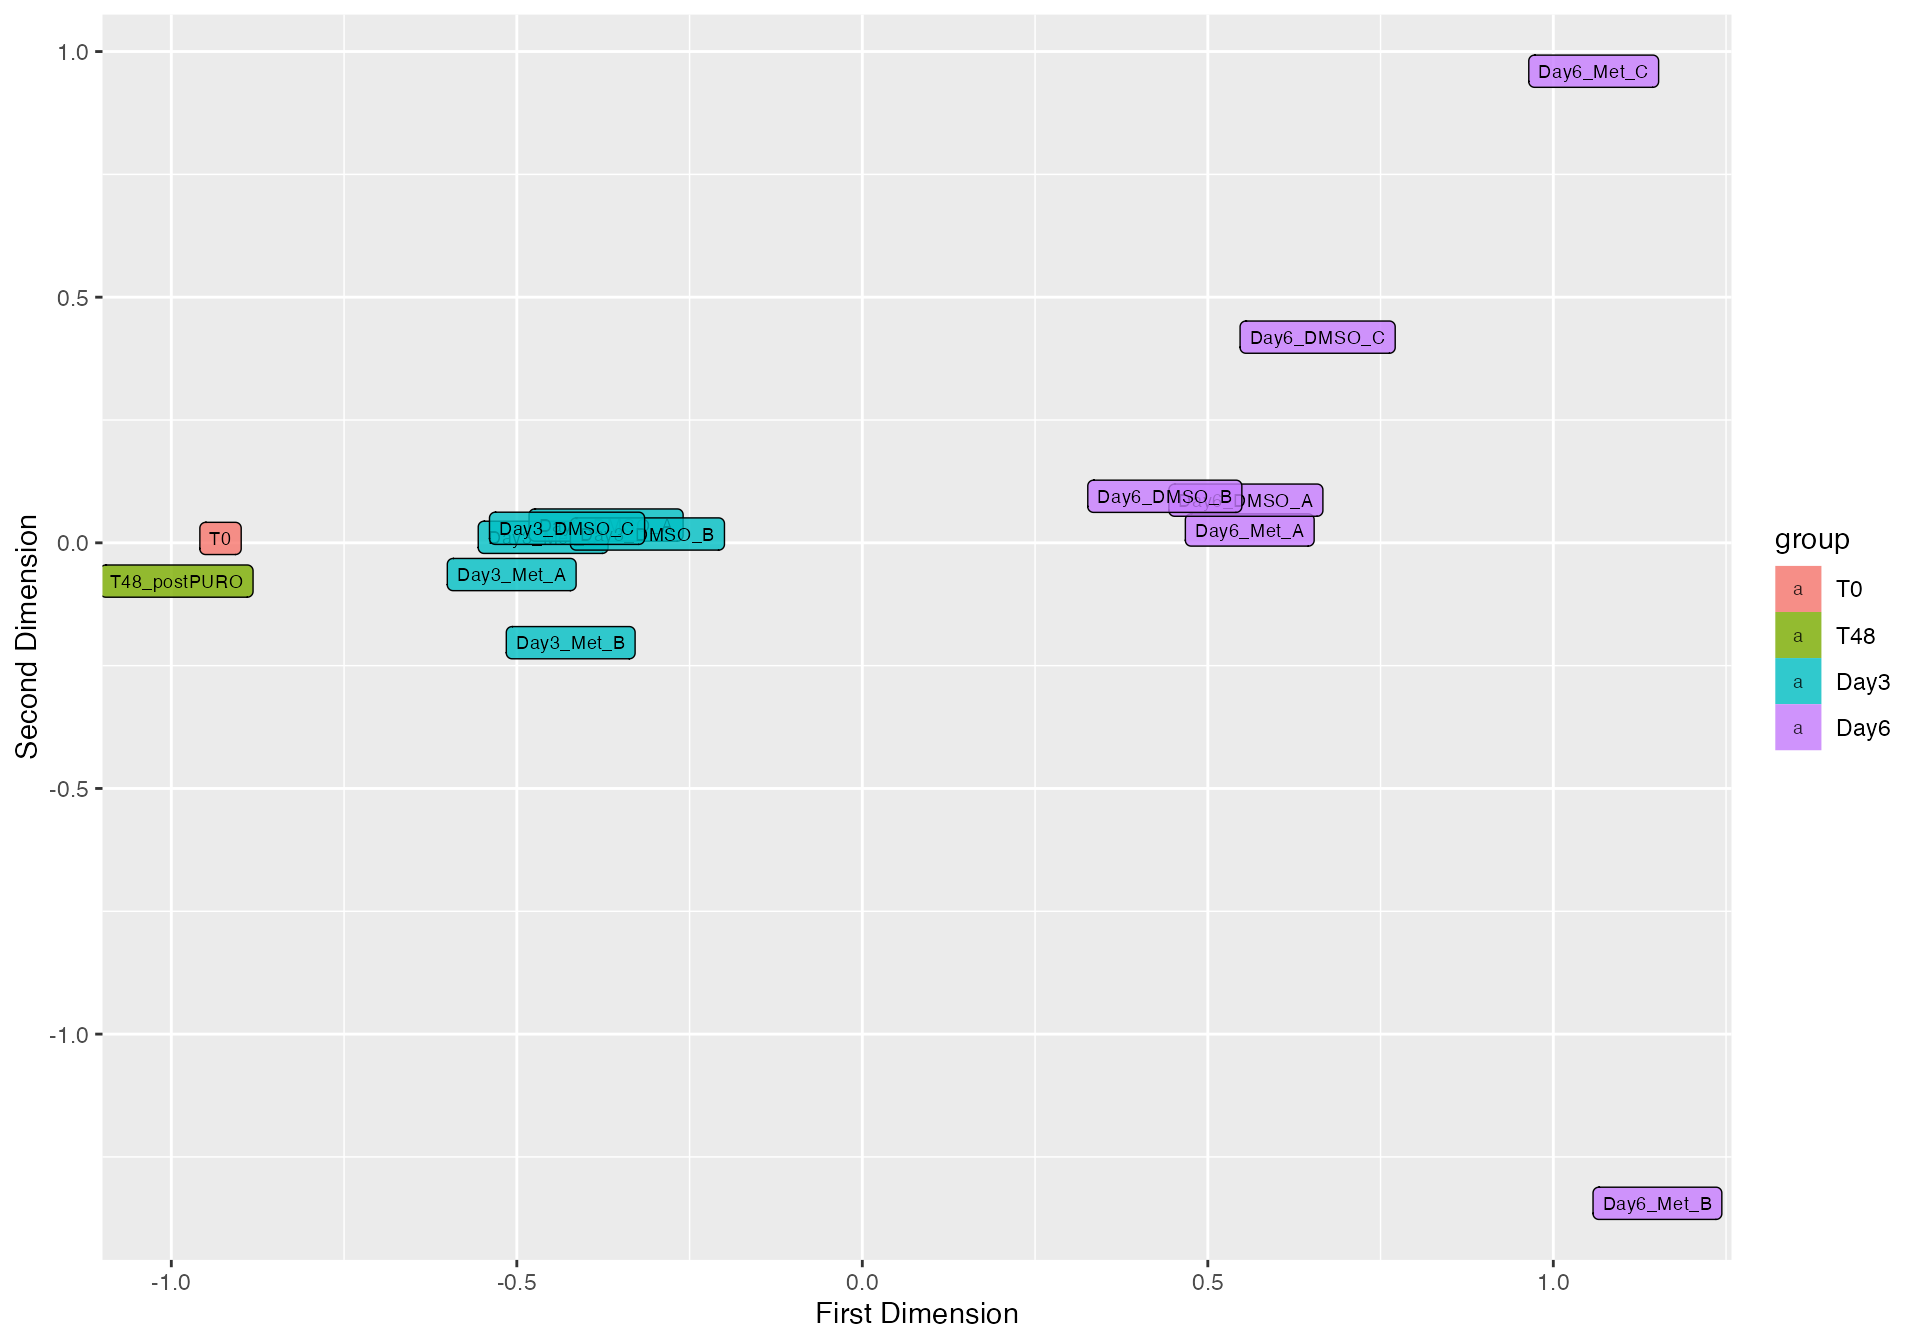 1.0
Day6_Met_C
0.5
Day6_DMSO_C
Day6_DMSO_B
Day6_DMSO_A
Day6_Met_A
0.0
T0
Day3_DMSO_C
DMSO_B
T48_postPURO
Day3_Met_A
Day3_Met_B
-0.5
-1.0
Day6_Met_B
-1.0
-0.5
0.0
0.5
1.0
First Dimension
Second Dimension
group
a T0
a T48
a Day3
a Day6